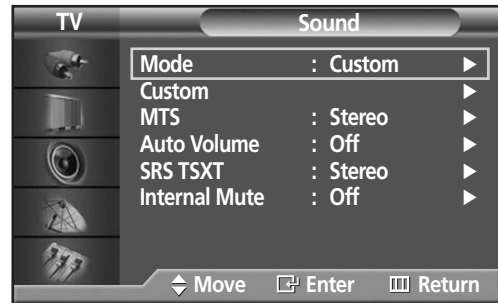 TV Sound
Mode : Custom
Custom
MTS : Stereo
Auto Volume : Off
SRS TSXT : Stereo
Internal Mute : Off
Move Enter Return